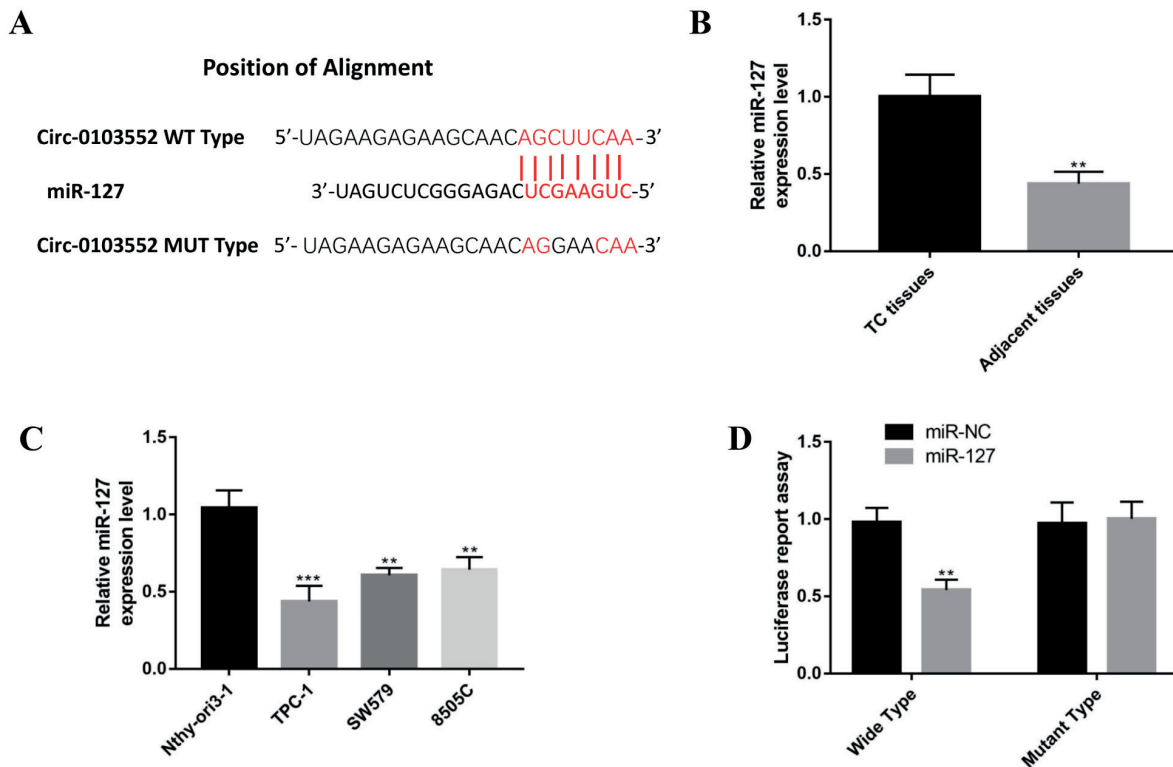 A
Position of Alignment
Circ-0103552 WT Type 5’-UAGAAGAGAAGCAACAGCUUCAA-3’
miR-127 3’-UAGUCUCGGGAGACUCGAAGUC-5’
Circ-0103552 MUT Type 5’- UAGAAGAGAAGCAACAGGAACAA-3’
B
Relative miR-127
expression level
1.5
1.0
0.5
0.0
**
TC tissues
Adjacent tissues
C
Relative miR-127
expression level
1.5
1.0
0.5
0.0
***
**
**
Nthy-ori3-1
TPC-1
SW579
8505C
D
miR-NC
miR-127
Luciferase report assay
1.5
1.0
0.5
0.0
**
Wide Type
Mutant Type